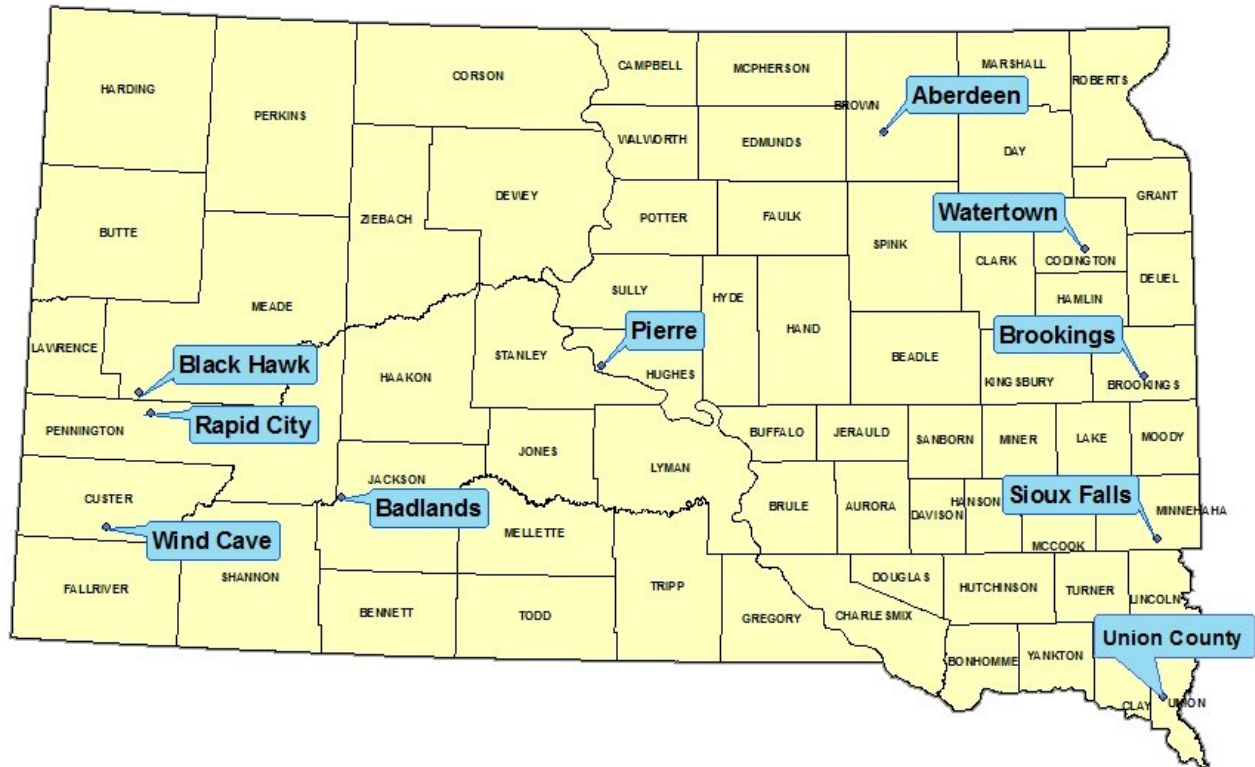 HARDING
PERKINS
CORSON
CAMPBELL
MCPHERSON
BROWN
MARSHALL
ROBERTS
Aberdeen
WALWORTH
EDMUNDS
DAY
BUTTE
ZIEBACH
DEWEY
POTTER
FAULK
SPINK
Watertown
GRANT
CLARK
CODINGTON
DEUEL
MEADE
SULLY
HYDE
HAND
HAMLIN
LAWRENCE
Black Hawk
HAAKON
STANLEY
Pierre
HUGHES
BEADLE
Brookings
KINGSBURY
BROOKINGS
PENNINGTON
Rapid City
JONES
LYMAN
BUFFALO
JERAULD
SANBORN
MINER
LAKE
MOODY
CUSTER
JACKSON
Badlands
BRULE
AURORA
DAVISON
HANSON
Sioux Falls
MINNEHAHA
Wind Cave
MELLETTE
MCCOOK
FALLRIVER
SHANNON
BENNETT
TODD
TRIPP
GREGORY
DOUGLAS
CHARLESMIX
HUTCHINSON
TURNER
LINCOLN
Union County
BONHOMME
YANKTON
CLAY
UNION